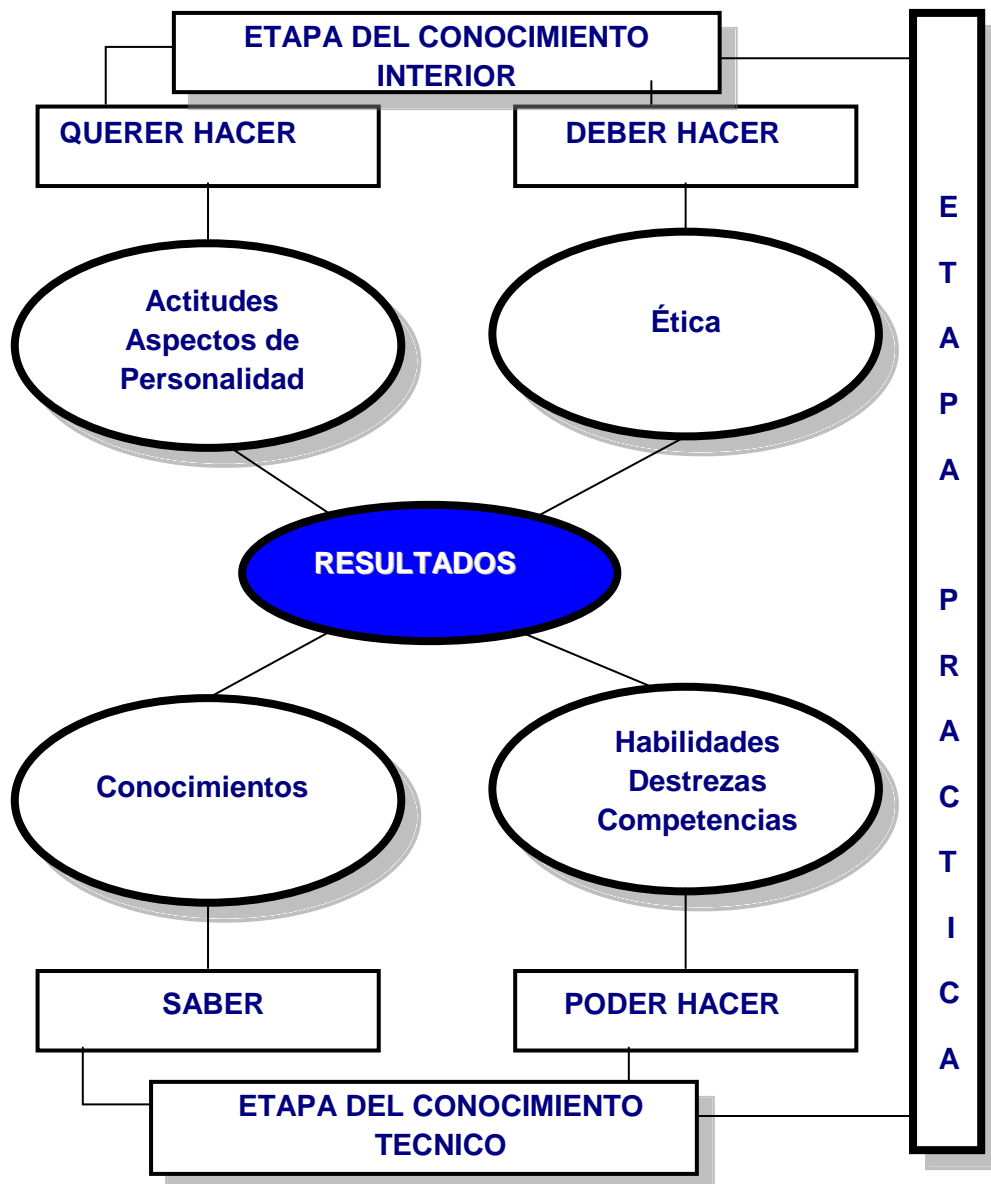 ETAPA DEL CONOCIMIENTO
INTERIOR
QUERER HACER
DEBER HACER
Actitudes
Aspectos de
Personalidad
Ética
RESULTADOS
Conocimientos
Habilidades
Destrezas
Competencias
SABER
PODER HACER
ETAPA DEL CONOCIMIENTO
TECNICO
E
T
A
P
A
P
R
A
C
T
I
C
A